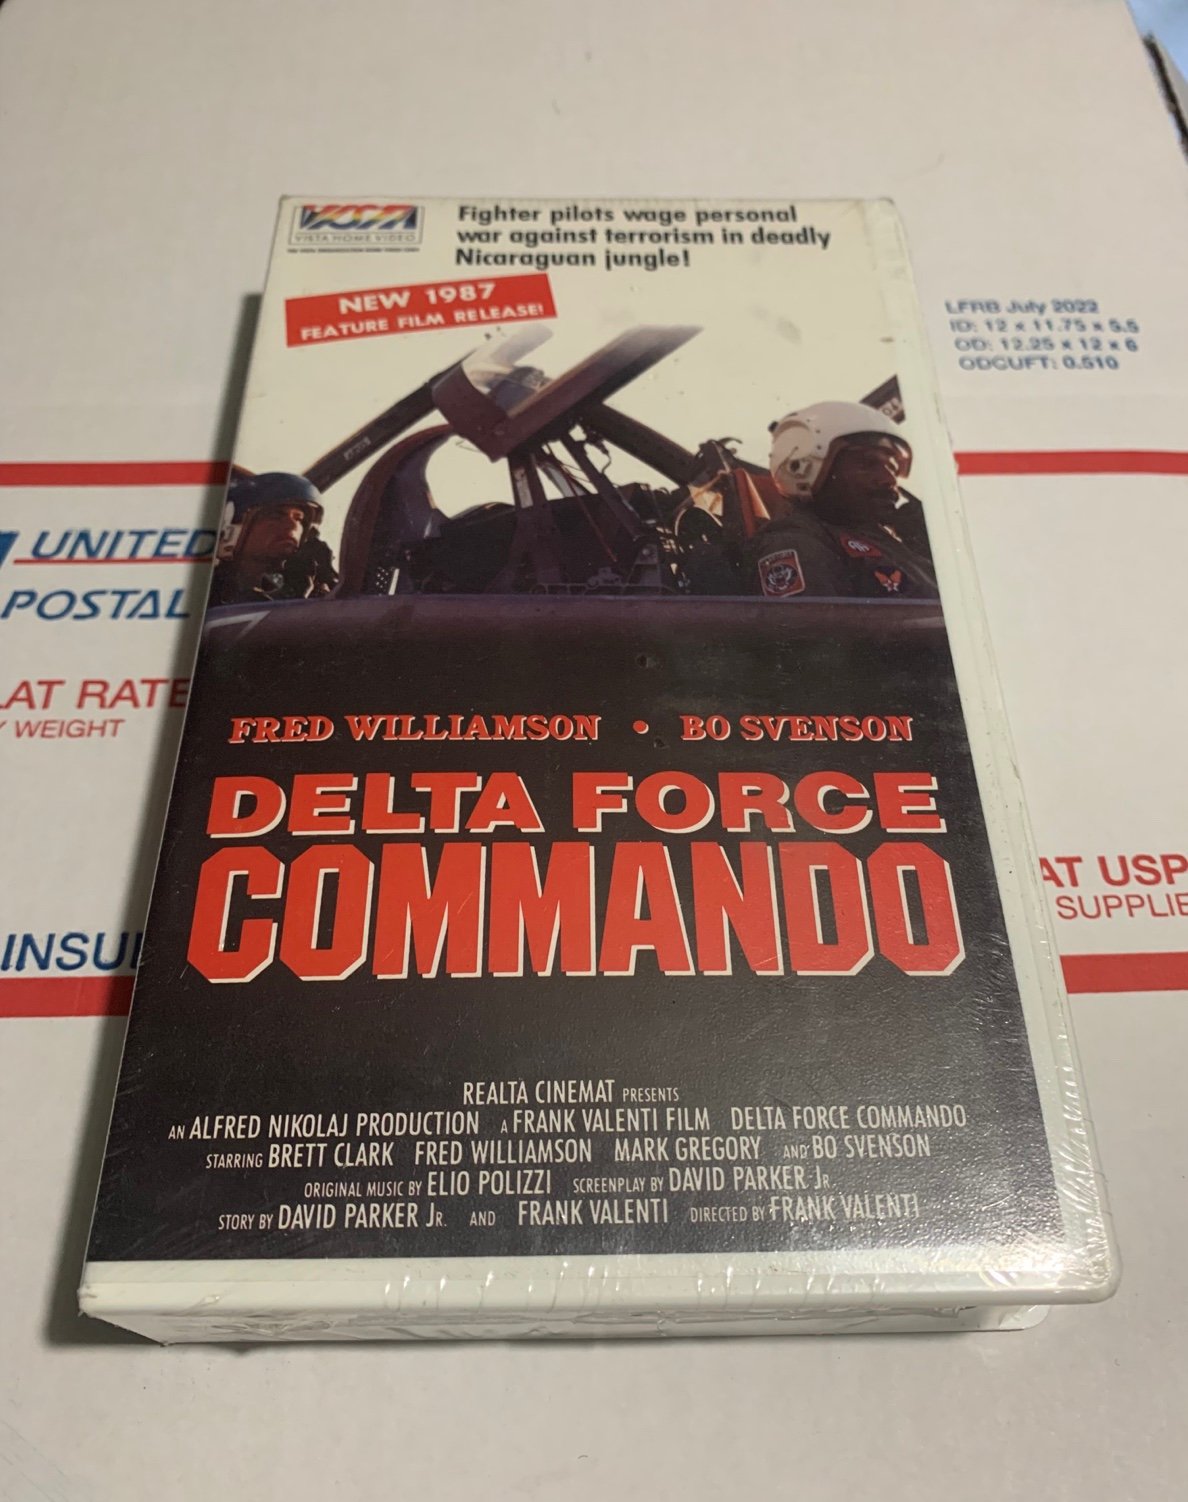 VISTA
VISTA HOME VIDEO
Fighter pilots wage personal
war against terrorism in deadly
Nicaraguan jungle!
NEW 1987
FEATURE FILM RELEASE!
LFRB July 2022
ID: 12 x 11.75 x 5.5
OD: 12.25 x 12 x 6
ODCUFT: 0.510
UNITED
POSTAL
LAT RATE
Y WEIGHT
INSU
AT USP
SUPPLIE
FRED WILLIAMSON • BO SVENSON
DELTA FORCE
COMMANDO
REALTÀ CINEMAT PRESENTS
AN ALFRED NIKOLAJ PRODUCTION A FRANK VALENTI FILM DELTA FORCE COMMANDO
STARRING BRETT CLARK FRED WILLIAMSON MARK GREGORY AND BO SVENSON
ORIGINAL MUSIC BY ELIO POLIZZI SCREENPLAY BY DAVID PARKER JR.
STORY BY DAVID PARKER JR. AND FRANK VALENTI DIRECTED BY FRANK VALENTI